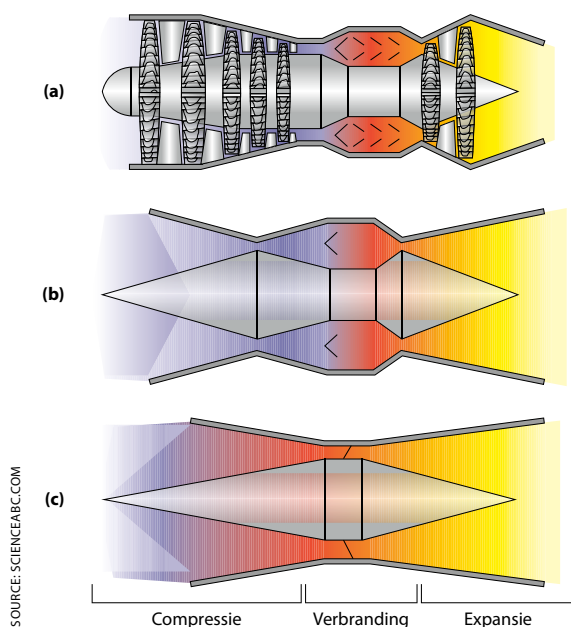 (a)
(b)
(c)
SOURCE: SCIENCEABC.COM
Compressie
Verbranding
Expansie